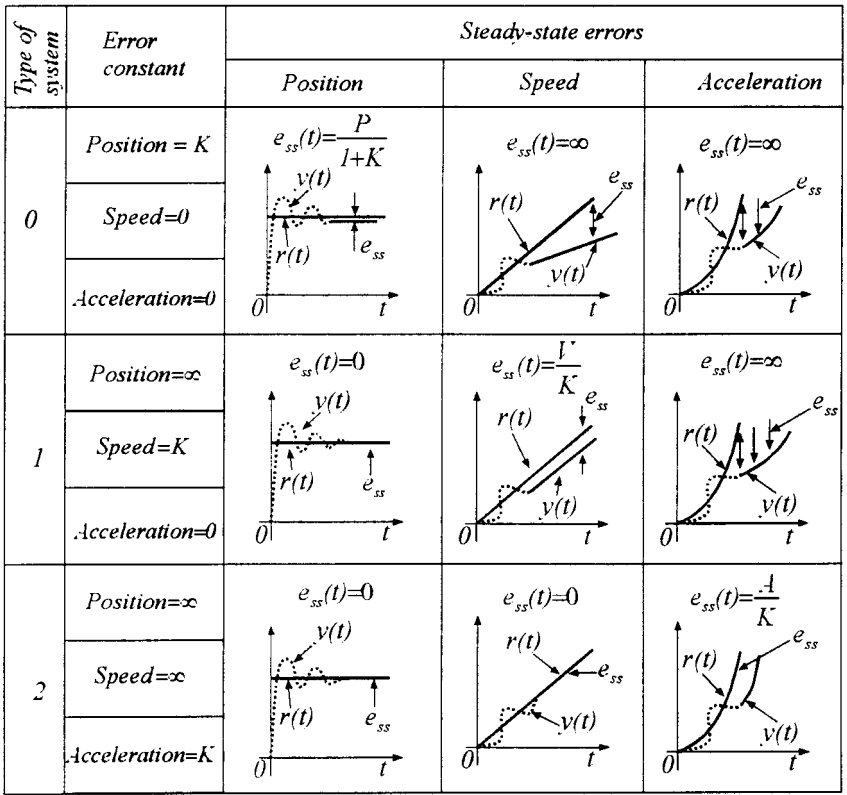 Type of system
Error constant
Steady-state errors
Position
Speed
Acceleration
0
Position = K
Speed=0
Acceleration=0
e_ss(t)=P/1+K
y(t)
r(t)
e_ss
0
t
e_ss(t)=∞
r(t)
e_ss
y(t)
0
t
e_ss(t)=∞
r(t)
e_ss
y(t)
0
t
1
Position=∞
Speed=K
Acceleration=0
e_ss(t)=0
y(t)
r(t)
e_ss
0
t
e_ss(t)=V/K
r(t)
e_ss
y(t)
0
t
e_ss(t)=∞
r(t)
e_ss
y(t)
0
t
2
Position=∞
Speed=∞
Acceleration=K
e_ss(t)=0
y(t)
r(t)
e_ss
0
t
e_ss(t)=0
r(t)
e_ss
y(t)
0
t
e_ss(t)=A/K
r(t)
e_ss
y(t)
0
t